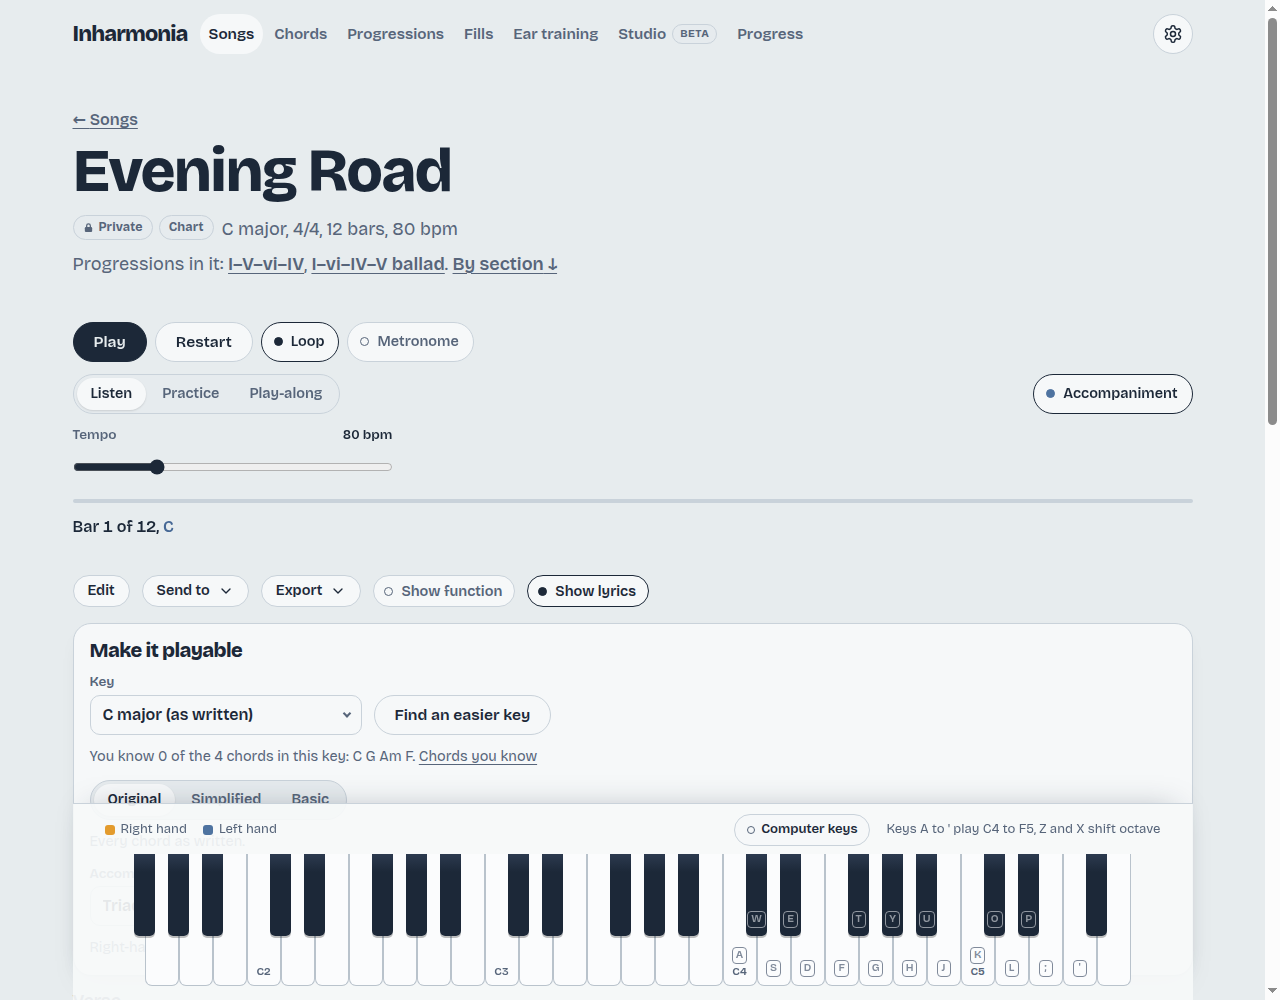 Inharmonia Songs Chords Progressions Fills Ear training Studio BETA Progress
← Songs
Evening Road
Private Chart C major, 4/4, 12 bars, 80 bpm
Progressions in it: I–V–vi–IV, I–vi–IV–V ballad. By section ↓
Play Restart Loop Metronome
Listen Practice Play-along Accompaniment
Tempo 80 bpm
Bar 1 of 12, C
Edit Send to Export Show function Show lyrics
Make it playable
Key
C major (as written) Find an easier key
You know 0 of the 4 chords in this key: C G Am F. Chords you know
Original Simplified Basic
Right hand Left hand Computer keys Keys A to ' play C4 to F5, Z and X shift octave
Every chord as written.
W E T Y U O P
A K
C2 C3 C4 S D F G H J C5 L ; '